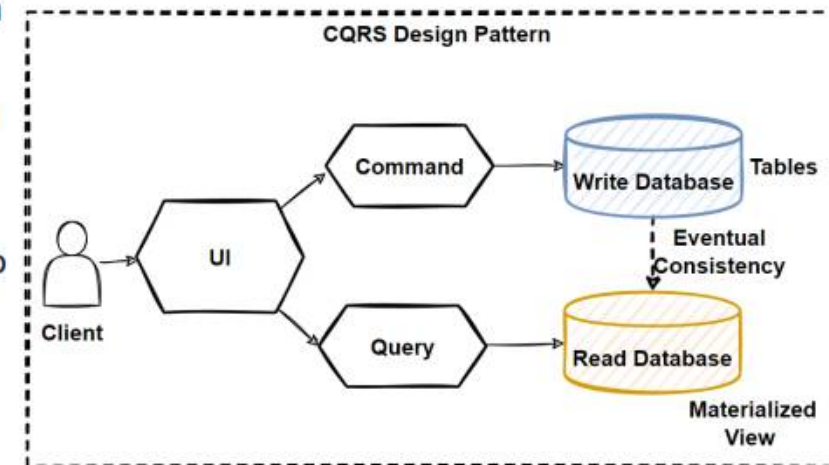 CQRS Design Pattern
Command
Write Database
Tables
UI
Eventual
Consistency
Client
Query
Read Database
Materialized
View